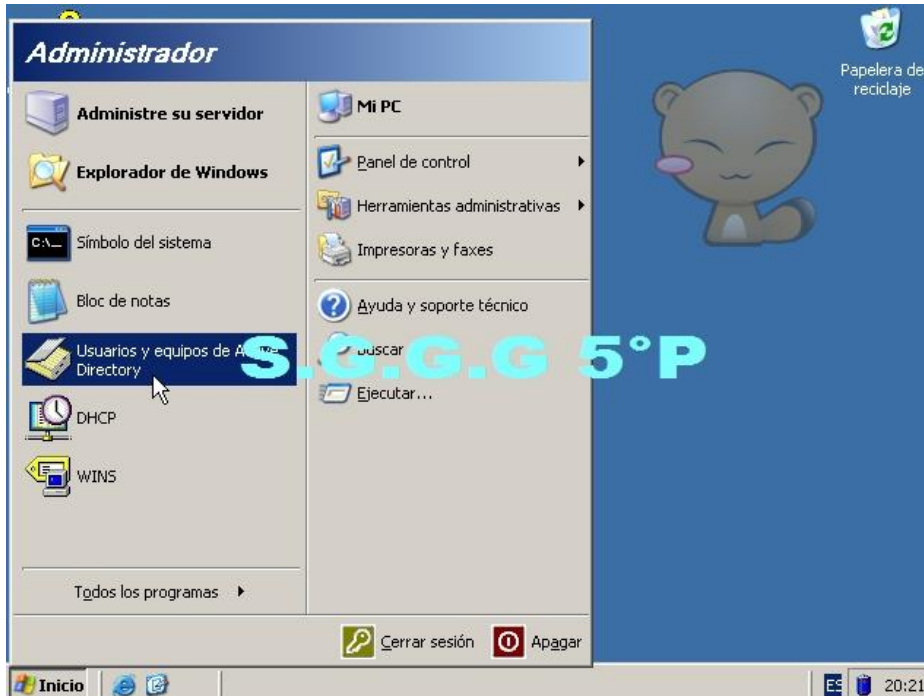 Administrador
Papelera de
reciclaje
Administre su servidor
Explorador de Windows
C:\_
Símbolo del sistema
Bloc de notas
Usuarios y equipos de
Directory
DHCP
WINS
Todos los programas
Mi PC
Panel de control
Herramientas administrativas
Impresoras y faxes
Ayuda y soporte técnico
Buscar
Ejecutar...
S.G.G.G 5°P
Cerrar sesión
Apagar
Inicio
ES
20:21